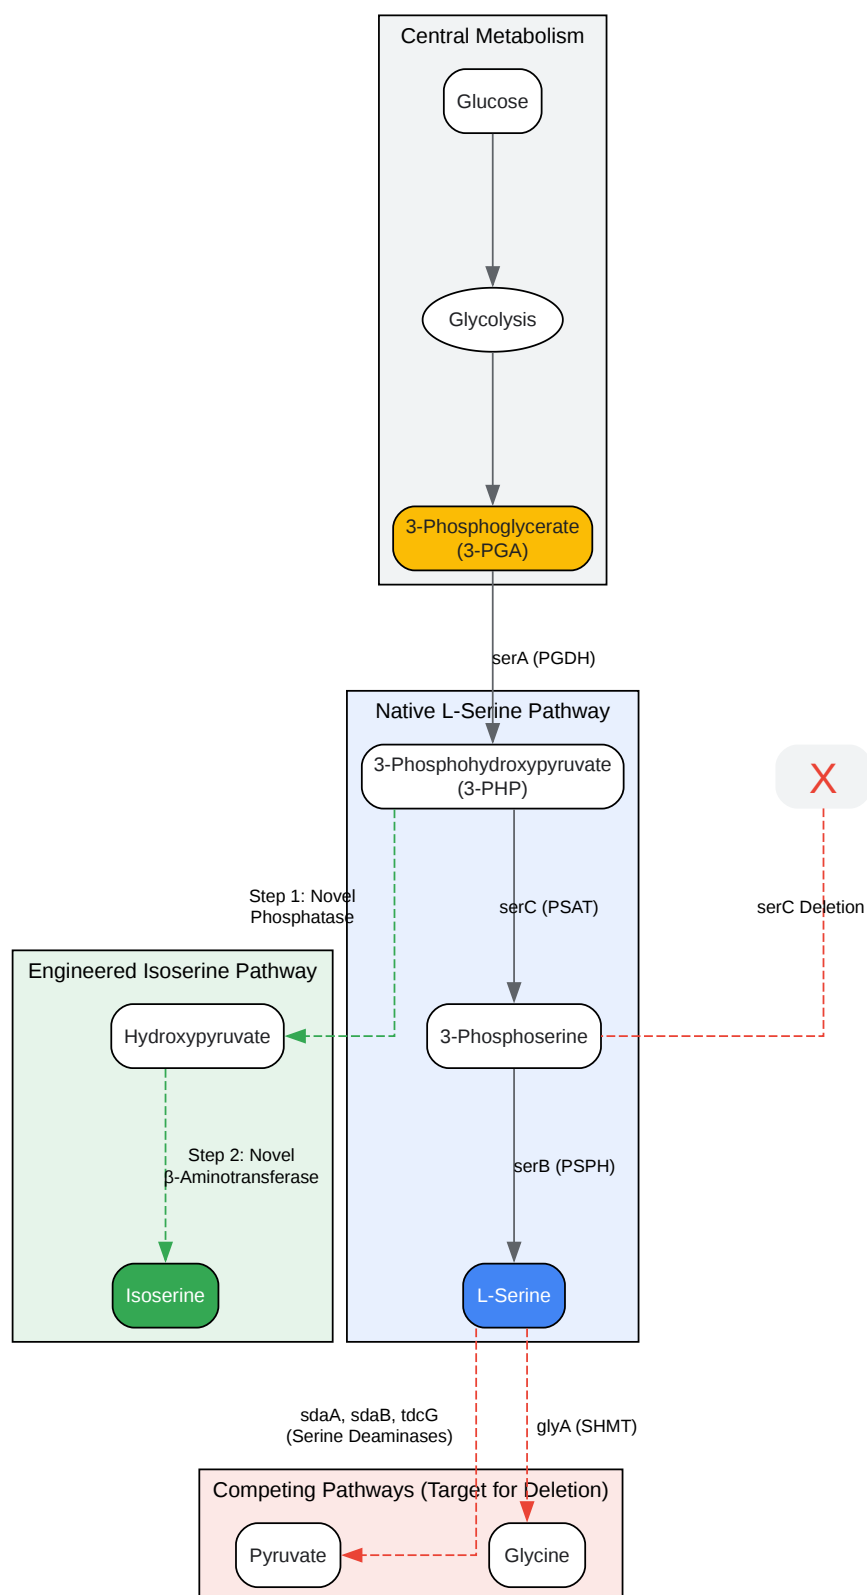 Central Metabolism
Glucose
Glycolysis
3-Phosphoglycerate
(3-PGA)
serA (PGDH)
Native L-Serine Pathway
3-Phosphohydroxypyruvate
(3-PHP)
X
Step 1: Novel
Phosphatase
serC (PSAT)
serC Deletion
Engineered Isoserine Pathway
Hydroxypyruvate
3-Phosphoserine
Step 2: Novel
β-Aminotransferase
serB (PSPH)
Isoserine
L-Serine
sdaA, sdaB, tdcG
(Serine Deaminases)
glyA (SHMT)
Competing Pathways (Target for Deletion)
Pyruvate
Glycine